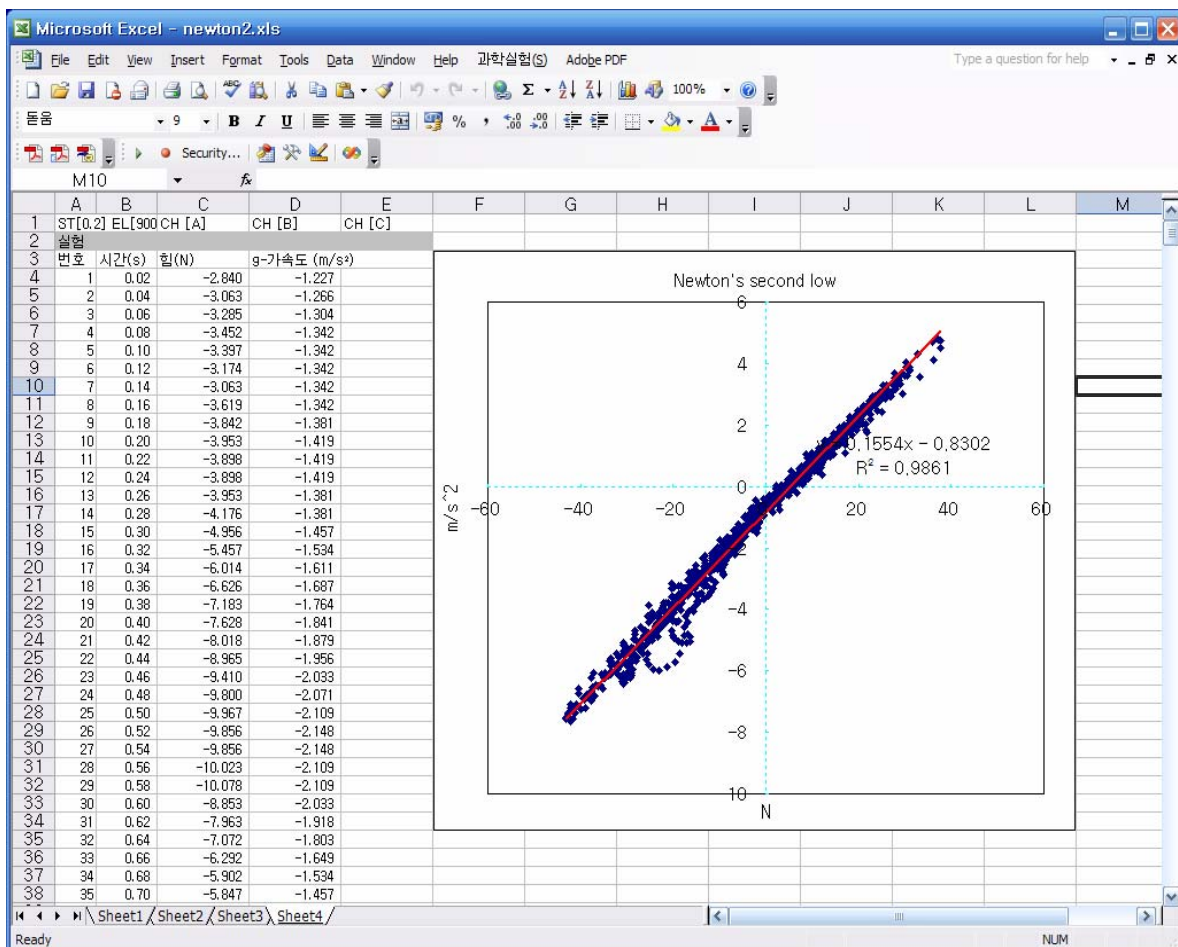 Microsoft Excel - newton2.xls
File Edit View Insert Format Tools Data Window Help 과학실험(S) Adobe PDF Type a question for help
100%
돋움 9 B I U
Security...
M10 fx
A B C D E F G H I J K L M
1 ST[0.2] EL[900 CH [A] CH [B] CH [C]
2 실험
3 번호 시간(s) 힘(N) g-가속도 (m/s²)
4 1 0.02 -2.840 -1.227
5 2 0.04 -3.063 -1.266
6 3 0.06 -3.285 -1.304
7 4 0.08 -3.452 -1.342
8 5 0.10 -3.397 -1.342
9 6 0.12 -3.174 -1.342
10 7 0.14 -3.063 -1.342
11 8 0.16 -3.619 -1.342
12 9 0.18 -3.842 -1.381
13 10 0.20 -3.953 -1.419
14 11 0.22 -3.898 -1.419
15 12 0.24 -3.898 -1.419
16 13 0.26 -3.953 -1.381
17 14 0.28 -4.176 -1.381
18 15 0.30 -4.956 -1.457
19 16 0.32 -5.457 -1.534
20 17 0.34 -6.014 -1.611
21 18 0.36 -6.626 -1.687
22 19 0.38 -7.183 -1.764
23 20 0.40 -7.628 -1.841
24 21 0.42 -8.018 -1.879
25 22 0.44 -8.965 -1.956
26 23 0.46 -9.410 -2.033
27 24 0.48 -9.800 -2.071
28 25 0.50 -9.967 -2.109
29 26 0.52 -9.856 -2.148
30 27 0.54 -9.856 -2.148
31 28 0.56 -10.023 -2.109
32 29 0.58 -10.078 -2.109
33 30 0.60 -8.853 -2.033
34 31 0.62 -7.963 -1.918
35 32 0.64 -7.072 -1.803
36 33 0.66 -6.292 -1.649
37 34 0.68 -5.902 -1.534
38 35 0.70 -5.847 -1.457
Newton's second low
6
4
2
0.1554x - 0.8302
R² = 0.9861
0
-60 -40 -20 20 40 60
m/s^2
-4
-6
-8
10
N
Sheet1 Sheet2 Sheet3 Sheet4
Ready NUM